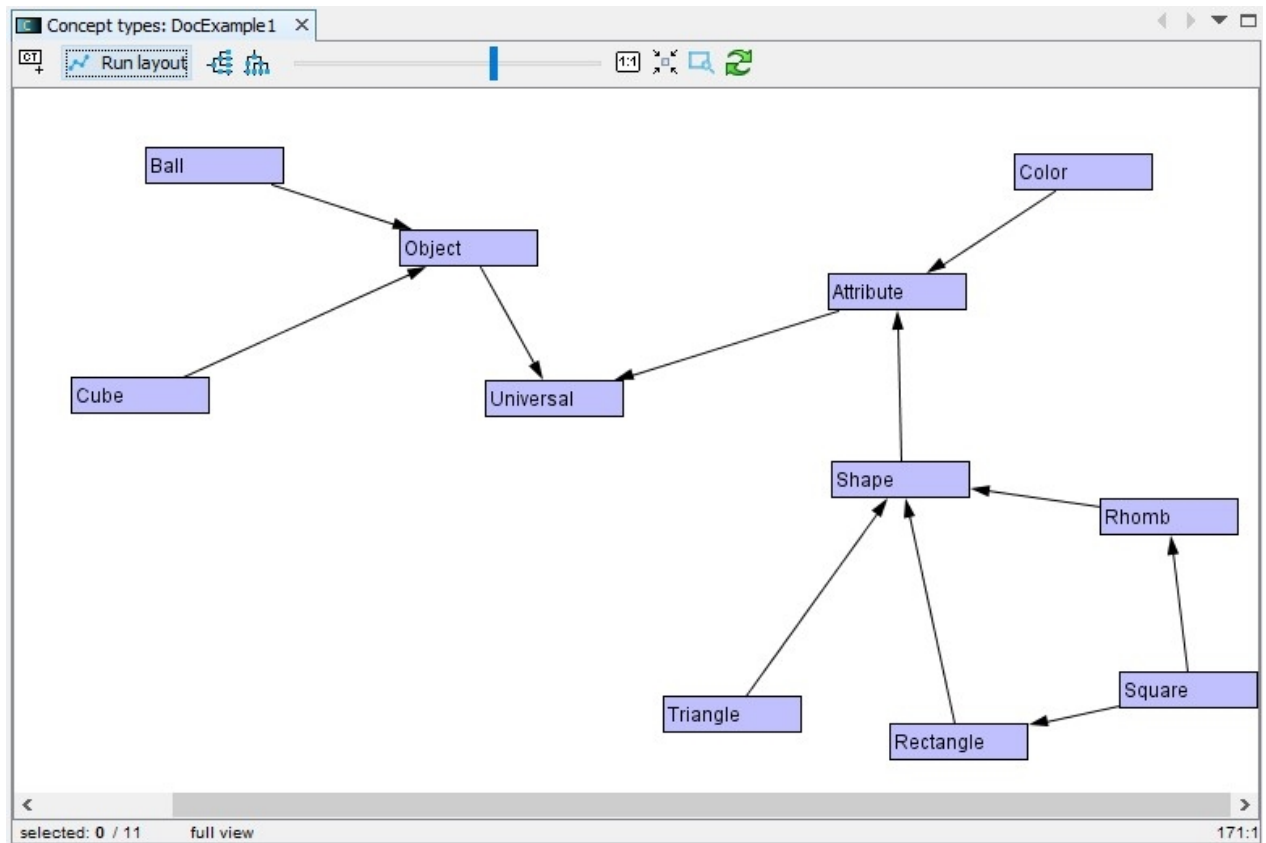 Concept types: DocExample1
CT
Run layout
1:1
Ball
Color
Object
Attribute
Cube
Universal
Shape
Rhomb
Square
Triangle
Rectangle
selected: 0 / 11
full view
171:1